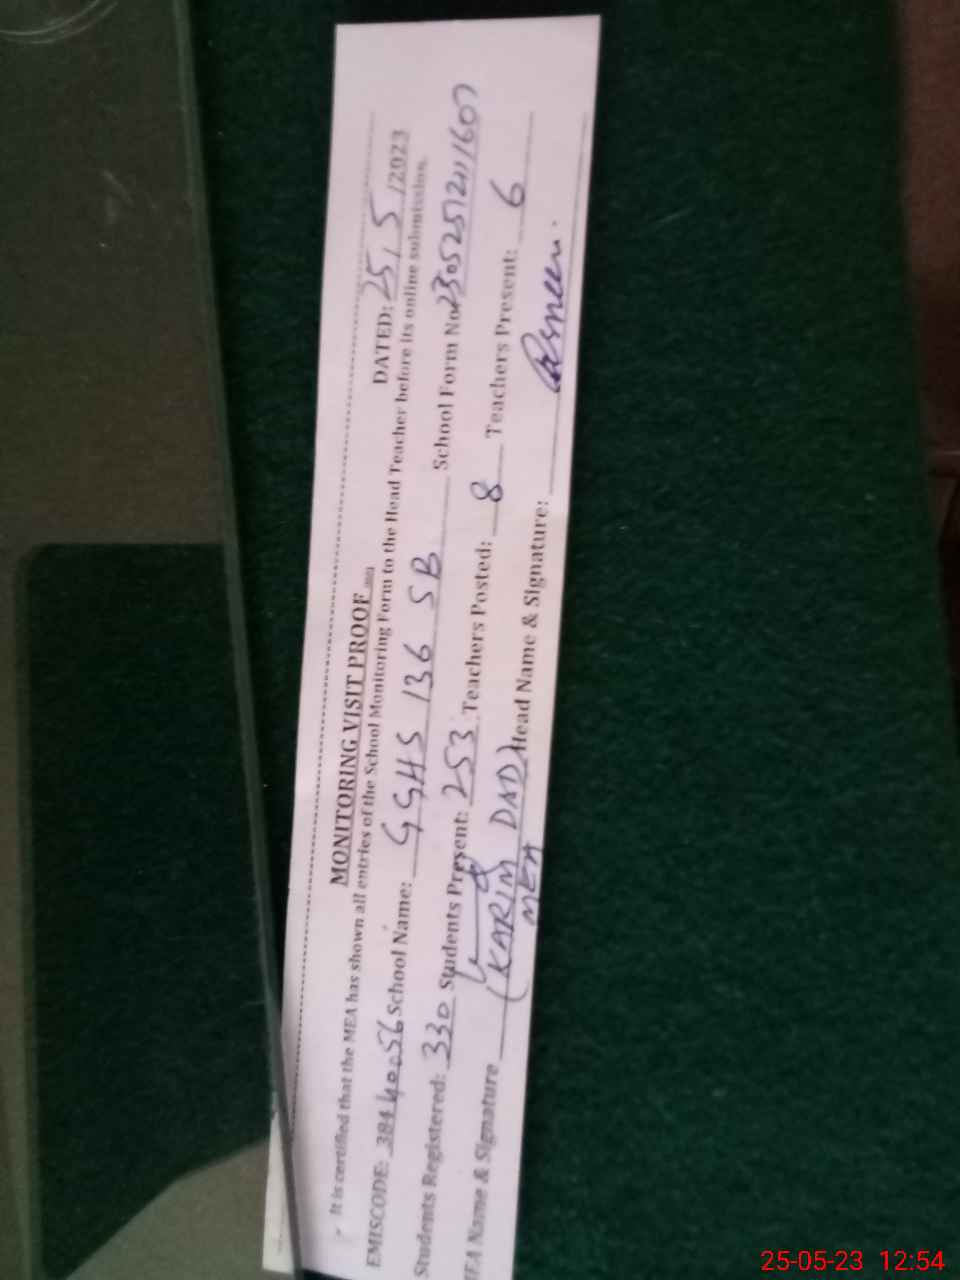 MONITORING VISIT PROOF
DATED: 25/5/2023
It is certified that the MEA has shown all entries of the School Monitoring Form to the Head Teacher before its online submission.
EMISCODE: 38440056 School Name: GGHS 136 SB School Form No. 23052512111607
Students Registered: 330 Students Present: 253 Teachers Posted: 8 Teachers Present: 6
MEA Name & Signature (KARIM DAD) Head Name & Signature:
MEA
25-05-23 12:54